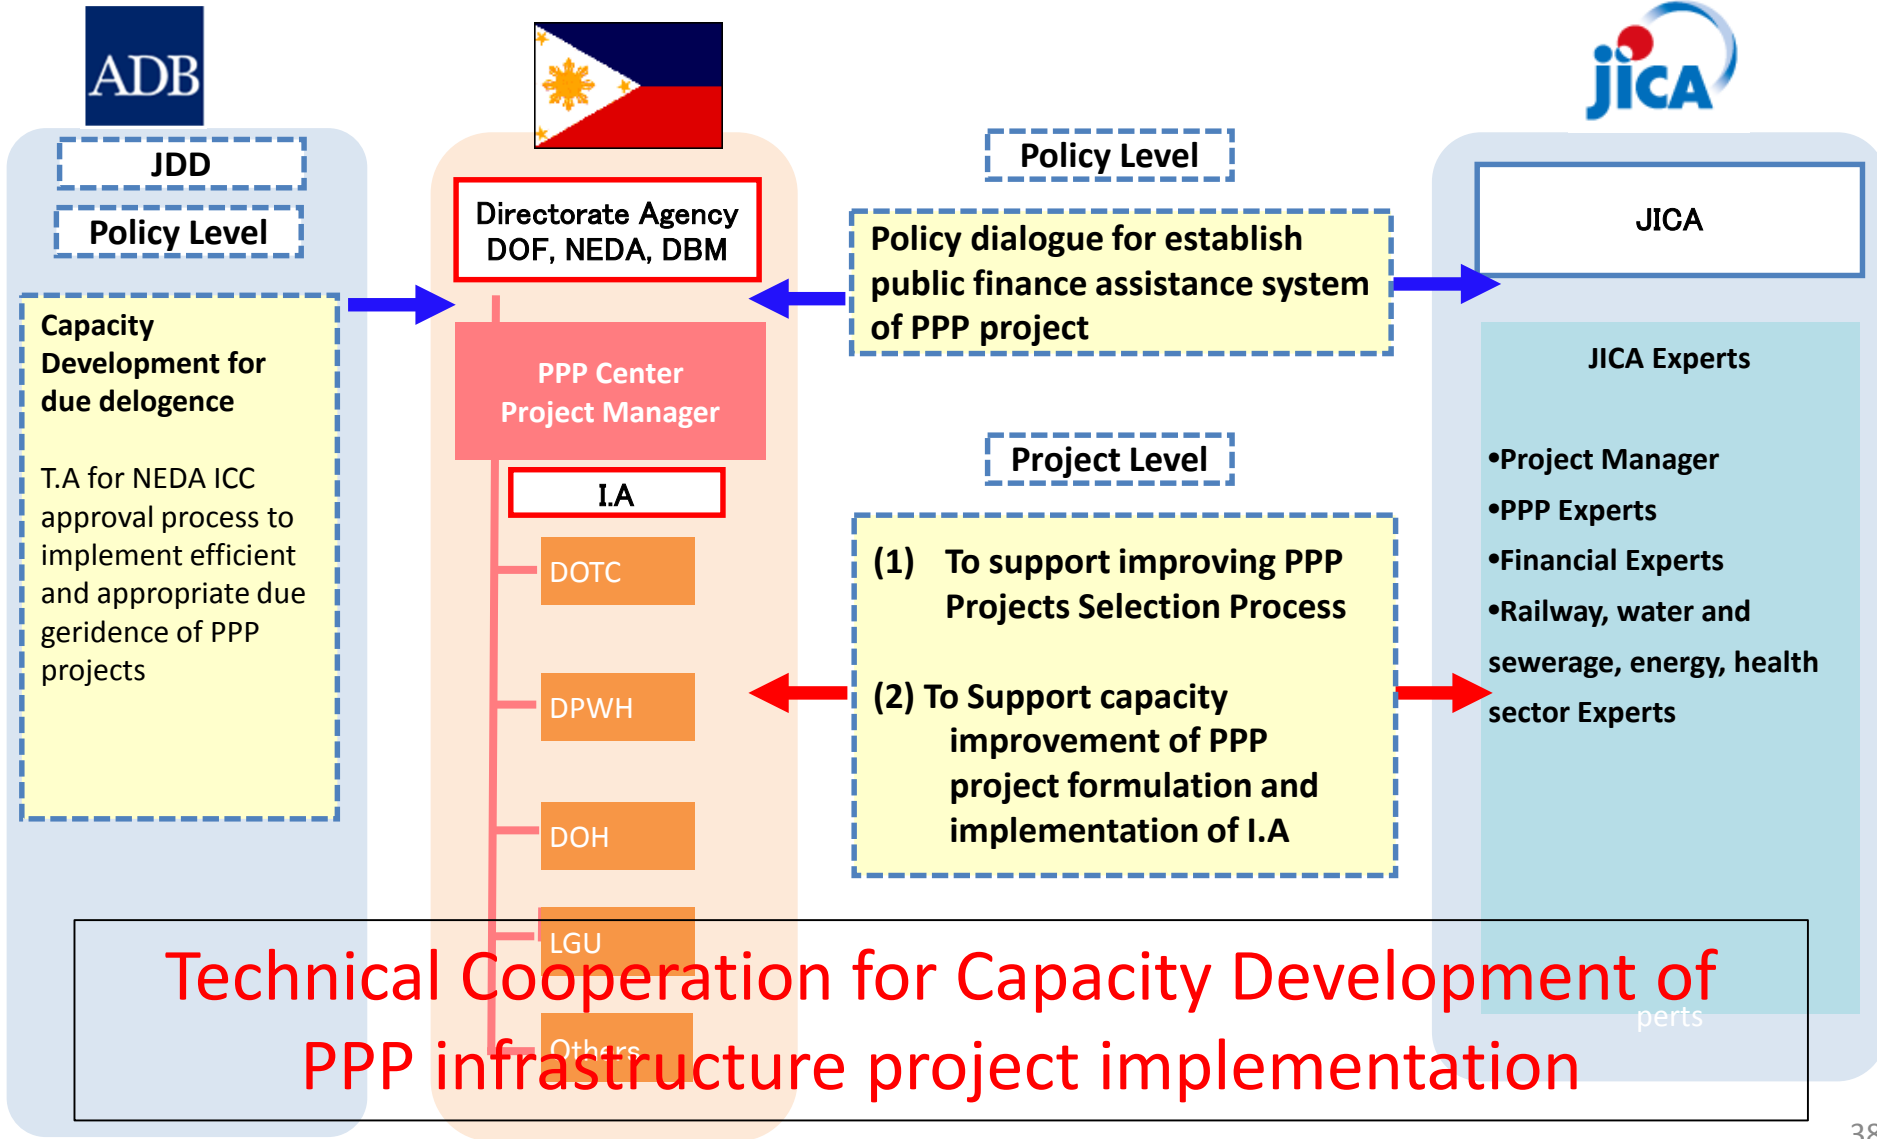 ADB
JDD
Policy Level
Capacity
Development for
due delogence
T.A for NEDA ICC
approval process to
implement efficient
and appropriate due
geridence of PPP
projects
Directorate Agency
DOF, NEDA, DBM
PPP Center
Project Manager
I.A
DOTC
DPWH
DOH
LGU
Others
Policy Level
Policy dialogue for establish
public finance assistance system
of PPP project
Project Level
(1) To support improving PPP
Projects Selection Process
(2) To Support capacity
improvement of PPP
project formulation and
implementation of I.A
jICA
JICA
JICA Experts
•Project Manager
•PPP Experts
•Financial Experts
•Railway, water and
sewerage, energy, health
sector Experts
perts
Technical Cooperation for Capacity Development of
PPP infrastructure project implementation
38